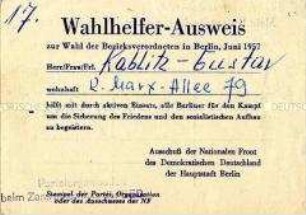 17.
Wahlhelfer-Ausweis
zur Wahl der Bezirksverordneten in Berlin, Juni 1957
Herr/Frau/Frl. Kablitz-Gustav
wohnhaft K. Marx-Allee 79
hilft mit durch aktiven Einsatz, alle Berliner für den Kampf
um die Sicherung des Friedens und den sozialistischen Aufbau
zu begeistern.
Ausschuß der Nationalen Front
des Demokratischen Deutschland
der Hauptstadt Berlin
beim
Stempel der Partei, Organisation
oder des Ausschusses der NF